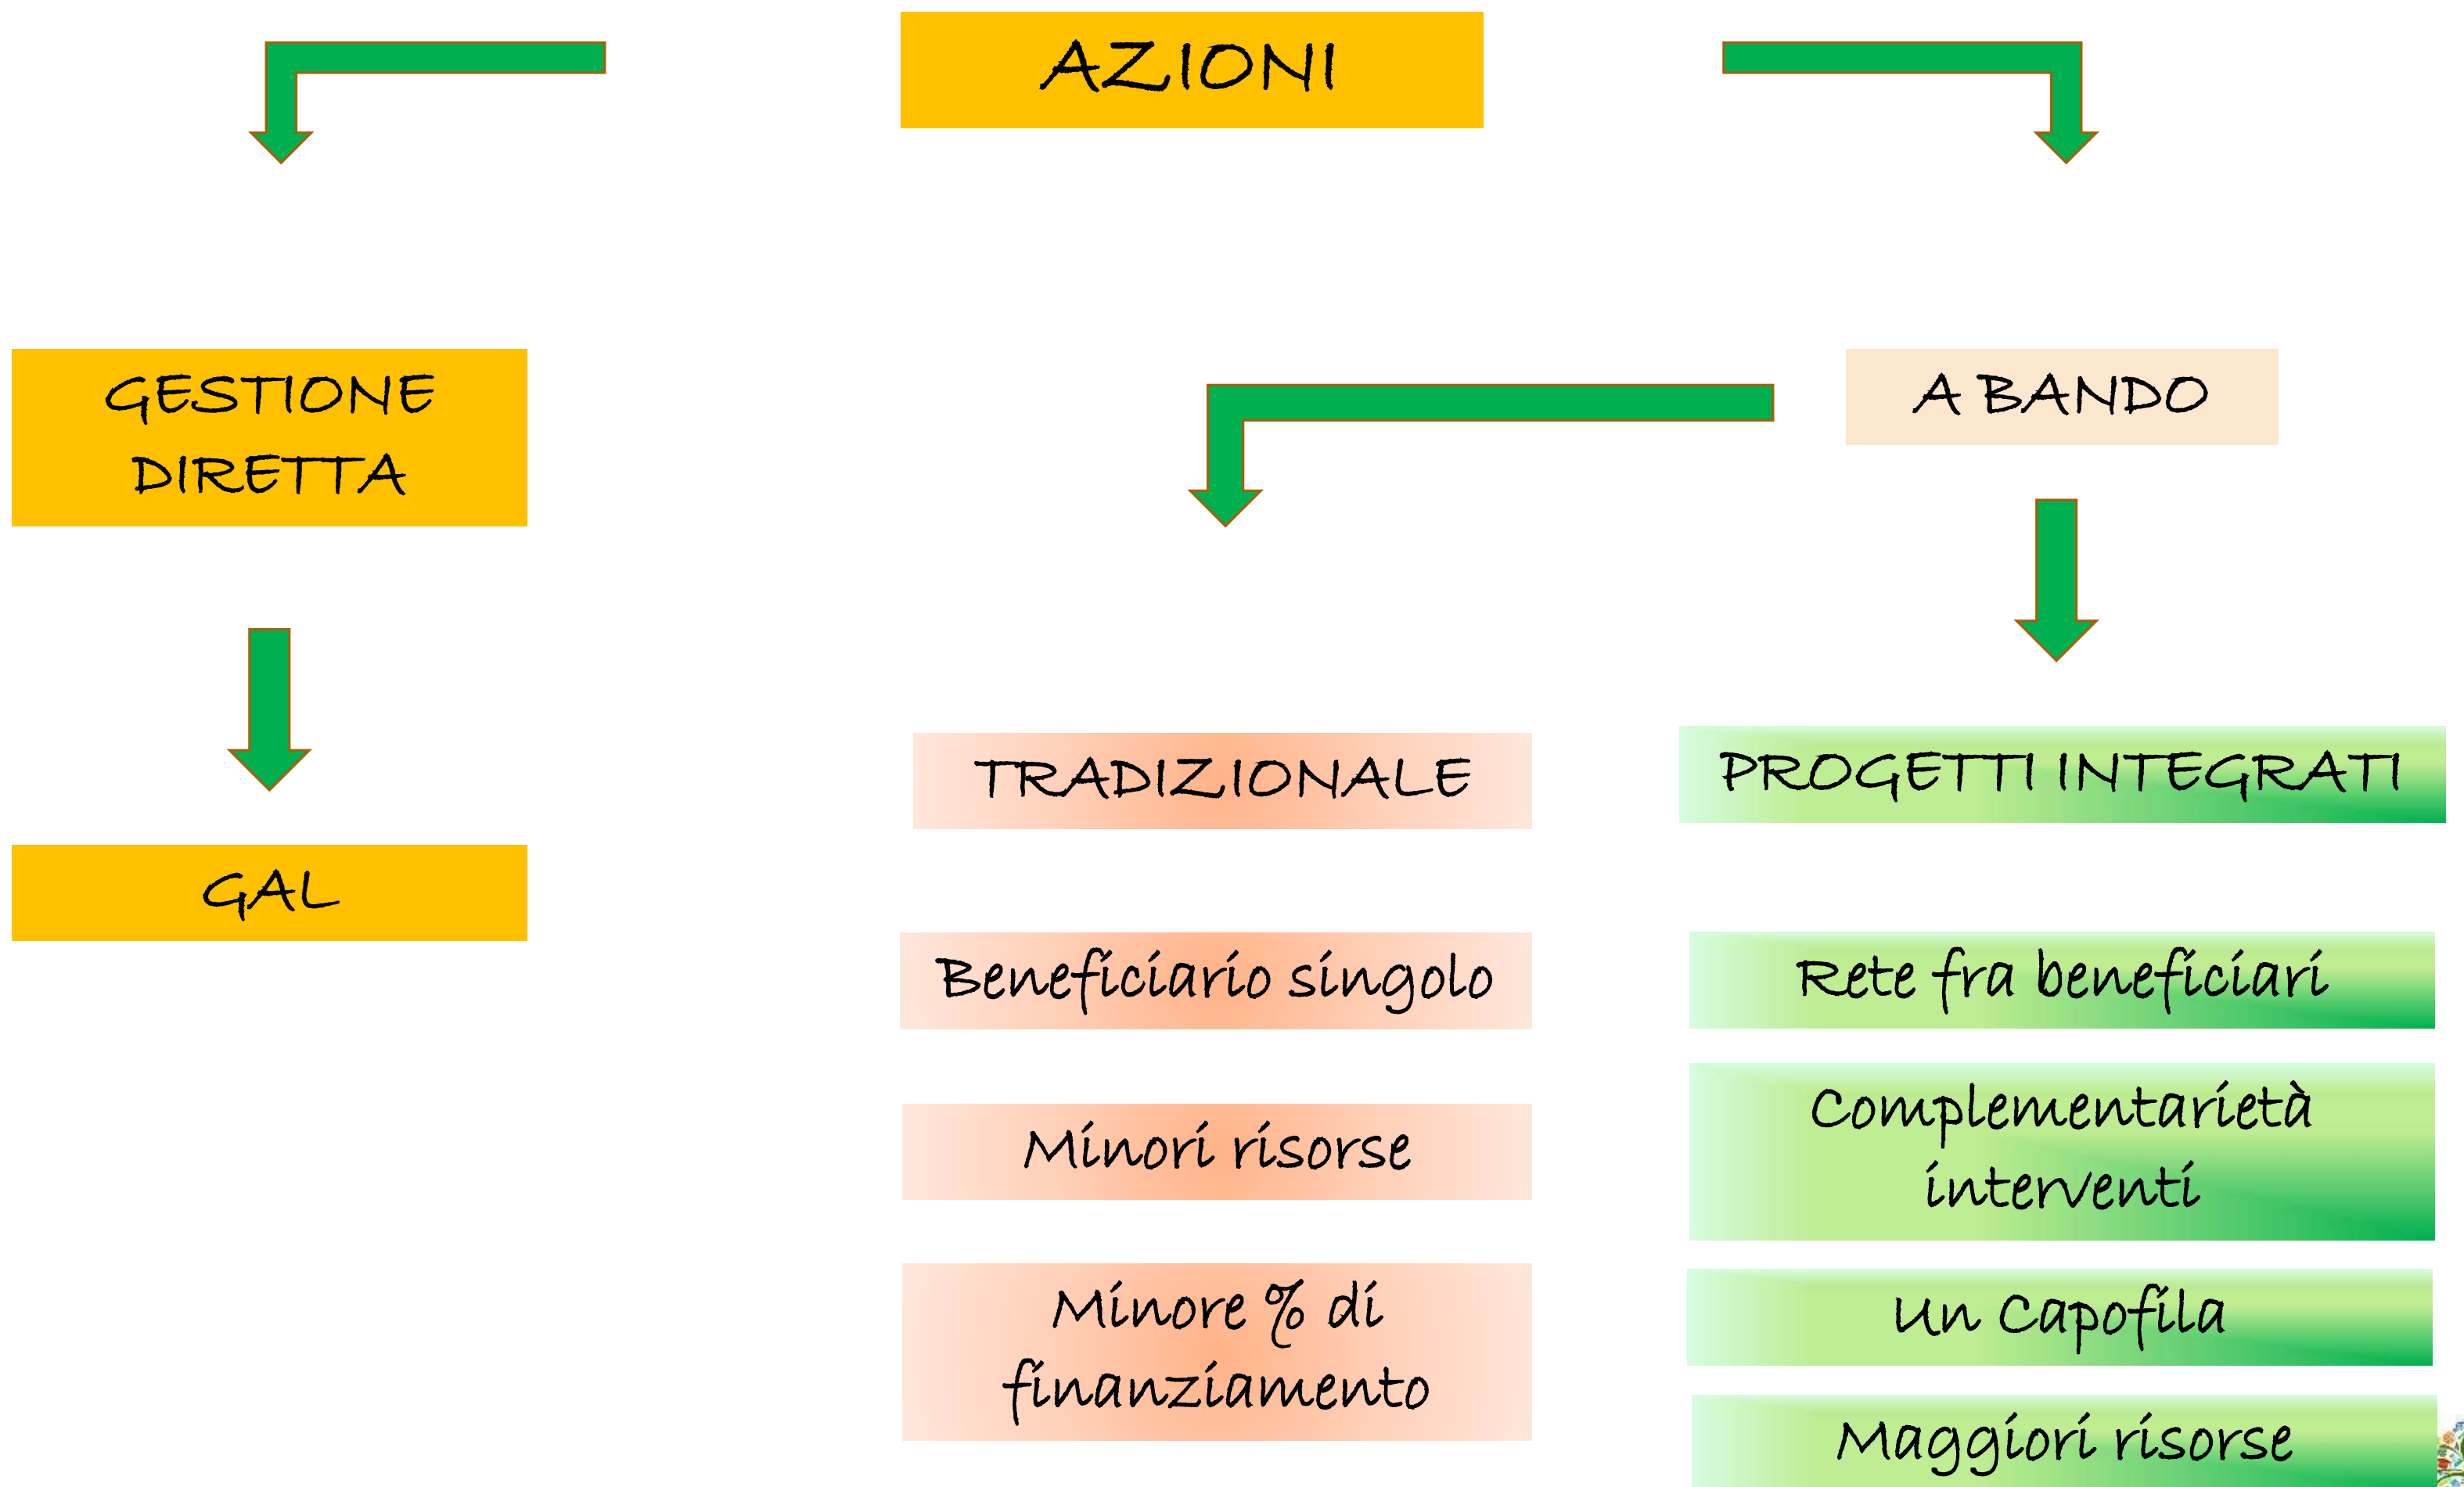 AZIONI
GESTIONE
DIRETTA
A BANDO
GAL
TRADIZIONALE
PROGETTI INTEGRATI
Beneficiario singolo
Rete fra beneficiari
Minori risorse
Complementarietà
interventi
Minore % di
finanziamento
Un Capofila
Maggiori risorse